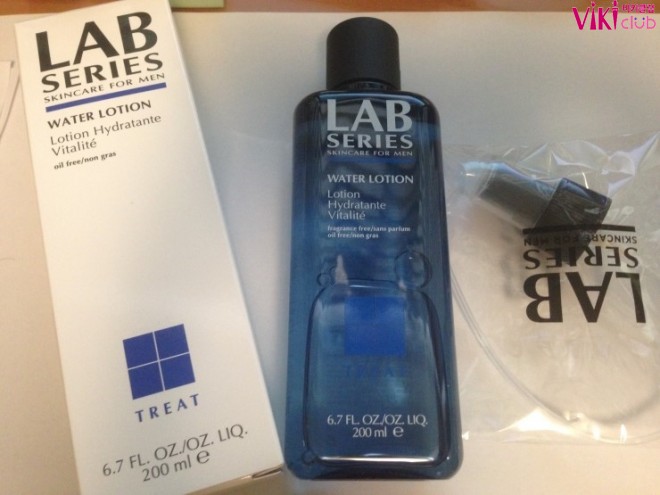 LAB
SERIES
SKINCARE FOR MEN
WATER LOTION
Lotion Hydratante
Vitalité
oil free/non gras
TREAT
6.7 FL. OZ./OZ. LIQ.
200 ml e
LAB
SERIES
SKINCARE FOR MEN
WATER LOTION
Lotion
Hydratante
Vitalité
fragrance free/sans parfum
oil free/non gras
TREAT
6.7 FL. OZ./OZ. LIQ.
200 ml e
LAB
SERIES
SKINCARE FOR MEN
Viki
club